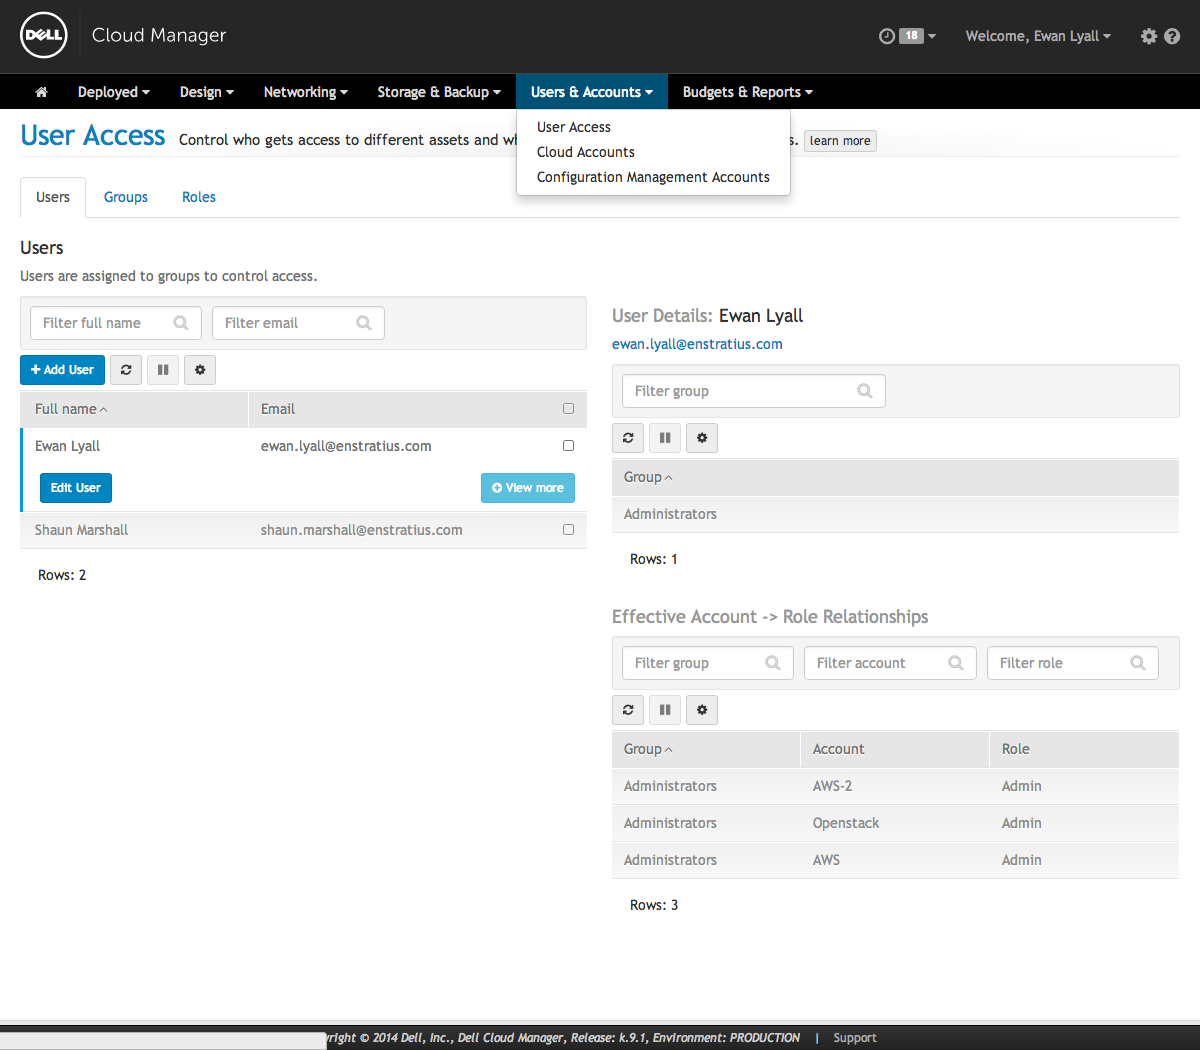 DELL Cloud Manager 18 Welcome, Ewan Lyall
Deployed Design Networking Storage & Backup Users & Accounts Budgets & Reports
User Access Control who gets access to different assets and s. learn more
User Access
Cloud Accounts
Configuration Management Accounts
Users Groups Roles
Users
Users are assigned to groups to control access.
Filter full name Filter email
+ Add User
Full name Email
Ewan Lyall ewan.lyall@enstratius.com
Edit User View more
Shaun Marshall shaun.marshall@enstratius.com
Rows: 2
User Details: Ewan Lyall
ewan.lyall@enstratius.com
Filter group
Group
Administrators
Rows: 1
Effective Account -> Role Relationships
Filter group Filter account Filter role
Group Account Role
Administrators AWS-2 Admin
Administrators Openstack Admin
Administrators AWS Admin
Rows: 3
right © 2014 Dell, Inc., Dell Cloud Manager, Release: k.9.1, Environment: PRODUCTION | Support